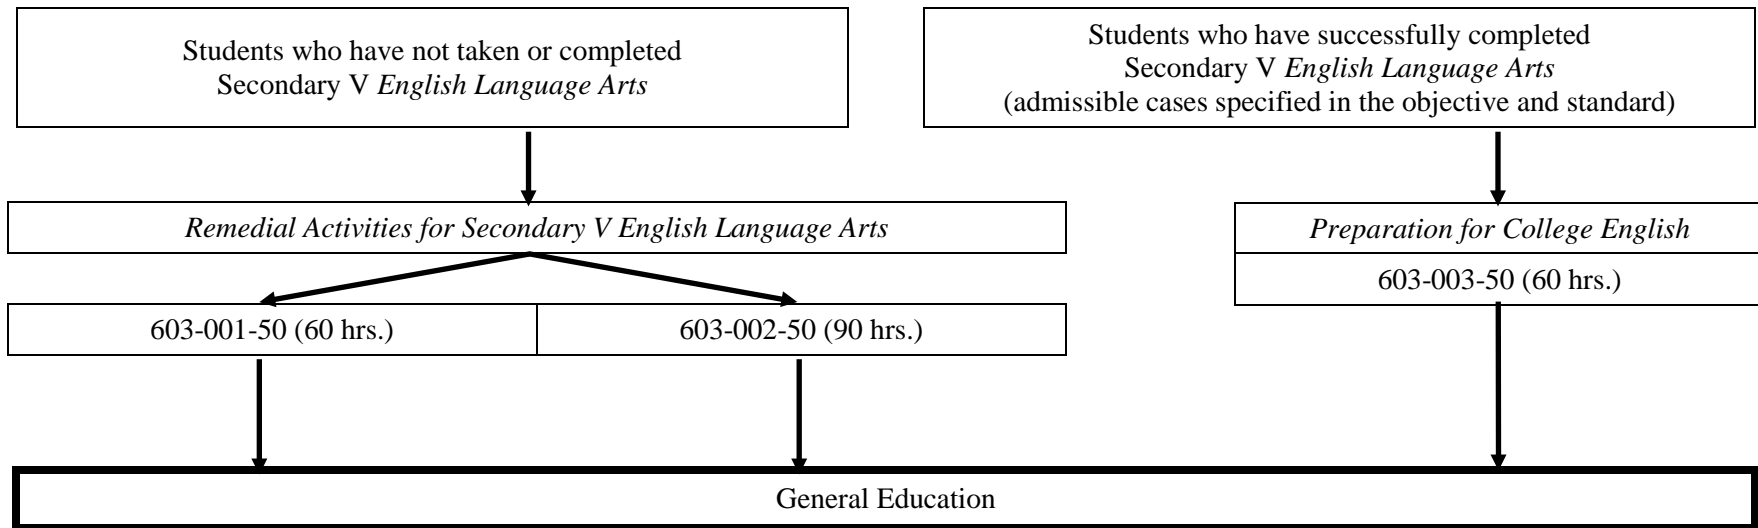 Students who have not taken or completed
Secondary V English Language Arts
Students who have successfully completed
Secondary V English Language Arts
(admissible cases specified in the objective and standard)
Remedial Activities for Secondary V English Language Arts
Preparation for College English
603-003-50 (60 hrs.)
603-001-50 (60 hrs.)
603-002-50 (90 hrs.)
General Education